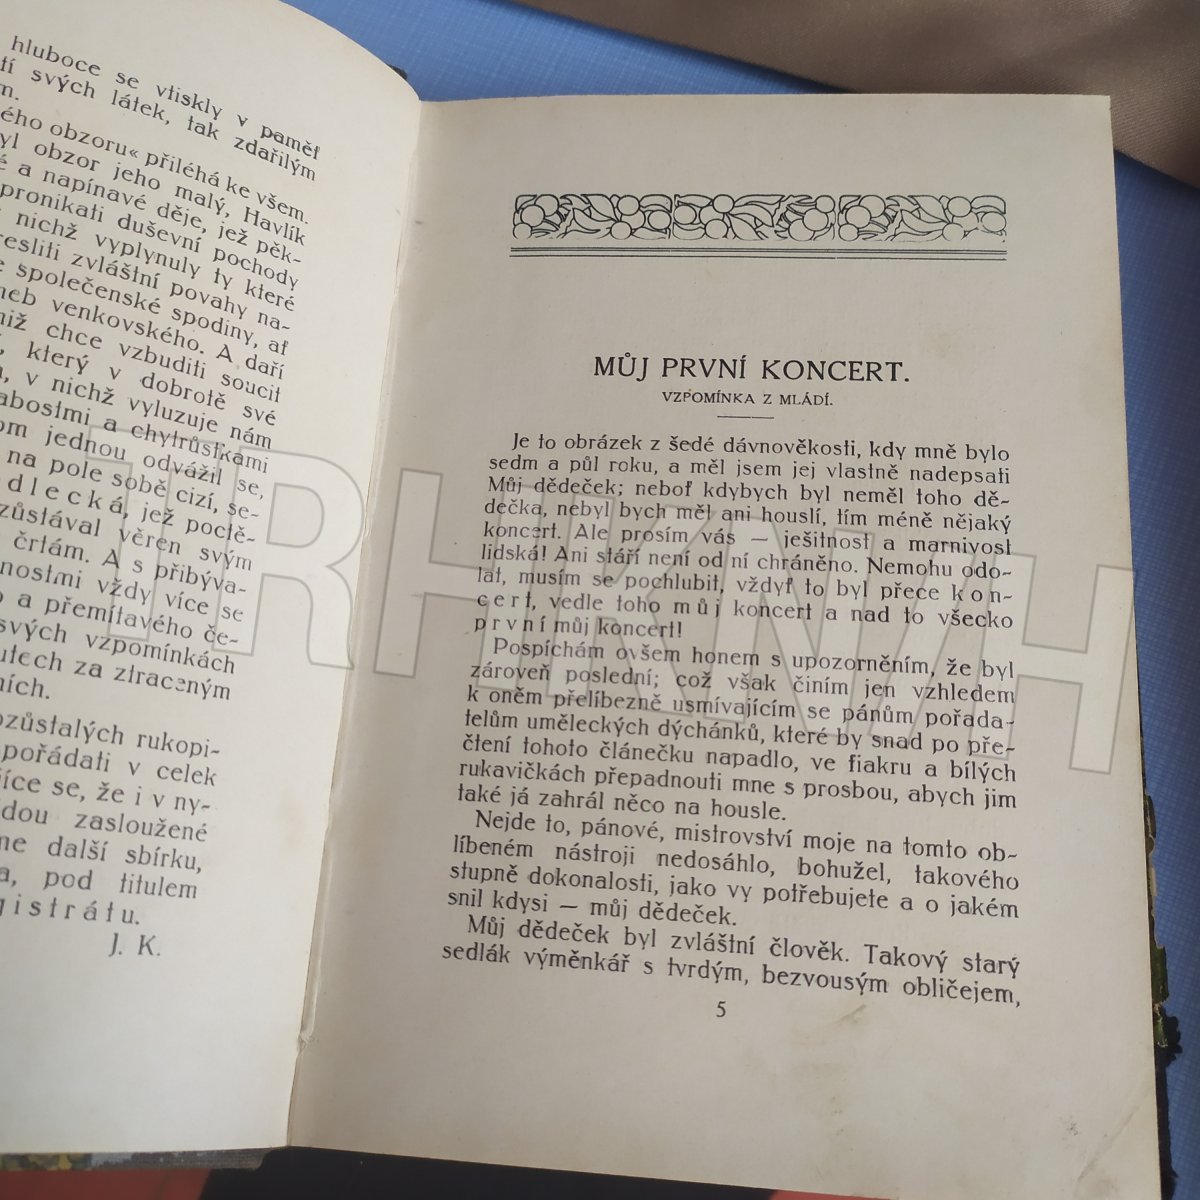 hluboce se vtiskly v paměť
tí svých látek, tak zdařilým
m.
ého obzoru« přiléhá ke všem.
yl obzor jeho malý, Havlík
é a napínavé děje, jež pěk-
pronikati duševní pochody
nichž vyplynuly ty které
resliti zvláštní povahy na-
e společenské spodiny, ať
neb venkovského. A daří
niž chce vzbuditi soucit
, který v dobrotě své
, v nichž vyluzuje nám
abostmi a chytrůstkami
om jednou odvážil se,
na pole sobě cizí, se-
dlecká, jež poctě-
zůstával věren svým
črtám. A s přibýva-
nostmi vždy více se
o a přemítavého če-
svých vzpomínkách
utech za ztraceným
ních.
ozůstalých rukopi-
pořádati v celek
íce se, že i v ny-
dou zasloužené
me další sbírku,
a, pod titulem
gistrátu.
J. K.
MŮJ PRVNÍ KONCERT.
VZPOMÍNKA Z MLÁDÍ.
Je to obrázek z šedé dávnověkosti, kdy mně bylo
sedm a půl roku, a měl jsem jej vlastně nadepsati
Můj dědeček; neboť kdybych byl neměl toho dě-
dečka, nebyl bych měl ani houslí, tím méně nějaký
koncert. Ale prosím vás — ješitnost a marnivost
lidská! Ani stáří není od ní chráněno. Nemohu odo-
lat, musím se pochlubit, vždyť to byl přece kon-
cert, vedle toho můj koncert a nad to všecko
první můj koncert!
Pospíchám ovšem honem s upozorněním, že byl
zároveň poslední; což však činím jen vzhledem
k oněm přelíbezně usmívajícím se pánům pořada-
telům uměleckých dýchánků, které by snad po pře-
čtení tohoto článečku napadlo, ve fiakru a bílých
rukavičkách přepadnouti mne s prosbou, abych jim
také já zahrál něco na housle.
Nejde to, pánové, mistrovství moje na tomto ob-
líbeném nástroji nedosáhlo, bohužel, takového
stupně dokonalosti, jako vy potřebujete a o jakém
snil kdysi — můj dědeček.
Můj dědeček byl zvláštní člověk. Takový starý
sedlák výměnkář s tvrdým, bezvousým obličejem,
5
TRHKNIH